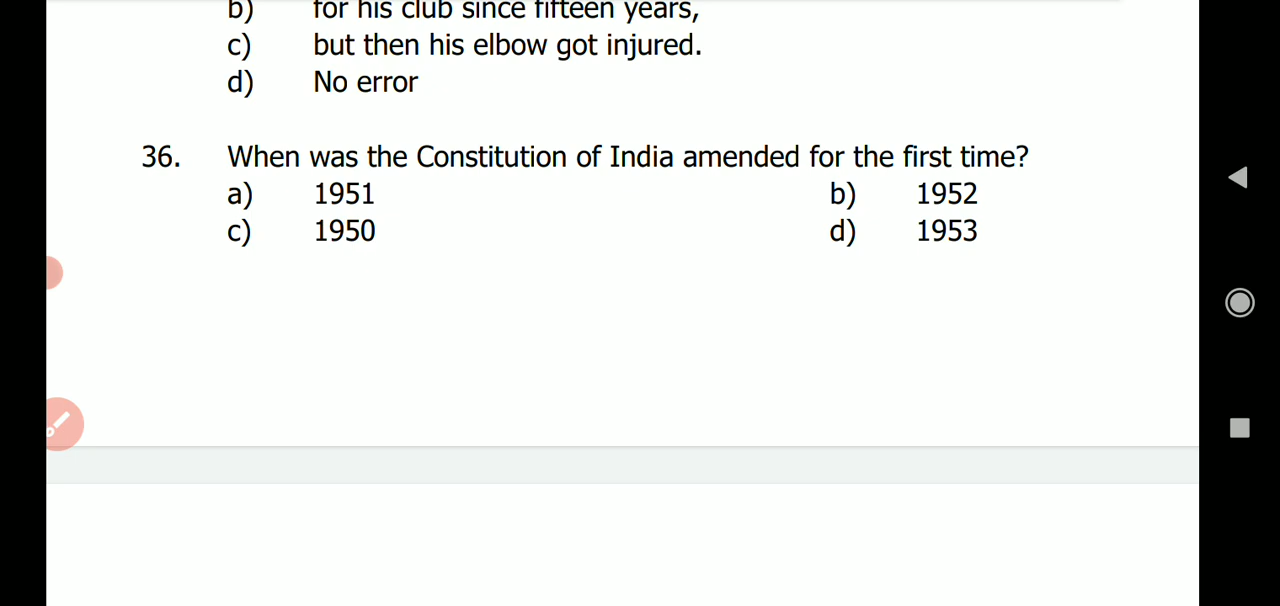 b) for his club since fifteen years,
c) but then his elbow got injured.
d) No error
36. When was the Constitution of India amended for the first time?
a) 1951 b) 1952
c) 1950 d) 1953